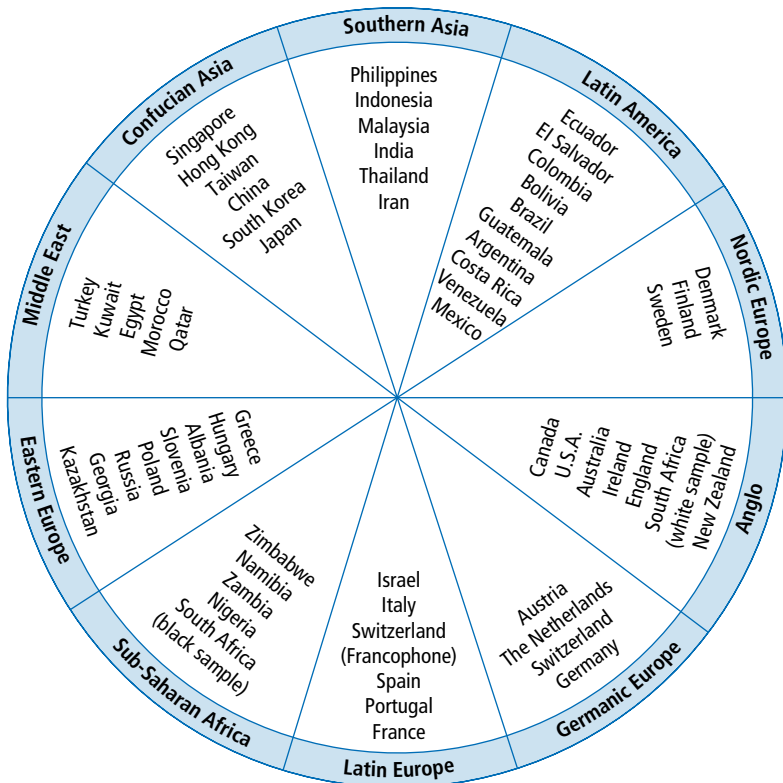 Southern Asia
Philippines
Indonesia
Malaysia
India
Thailand
Iran
Latin America
Ecuador
El Salvador
Colombia
Bolivia
Brazil
Guatemala
Argentina
Costa Rica
Venezuela
Mexico
Nordic Europe
Denmark
Finland
Sweden
Anglo
Canada
U.S.A.
Australia
Ireland
England
South Africa
(white sample)
New Zealand
Germanic Europe
Austria
The Netherlands
Switzerland
Germany
Latin Europe
Israel
Italy
Switzerland
(Francophone)
Spain
Portugal
France
Sub-Saharan Africa
Zimbabwe
Namibia
Zambia
Nigeria
South Africa
(black sample)
Eastern Europe
Greece
Hungary
Albania
Slovenia
Poland
Russia
Georgia
Kazakhstan
Middle East
Turkey
Kuwait
Egypt
Morocco
Qatar
Confucian Asia
Singapore
Hong Kong
Taiwan
China
South Korea
Japan